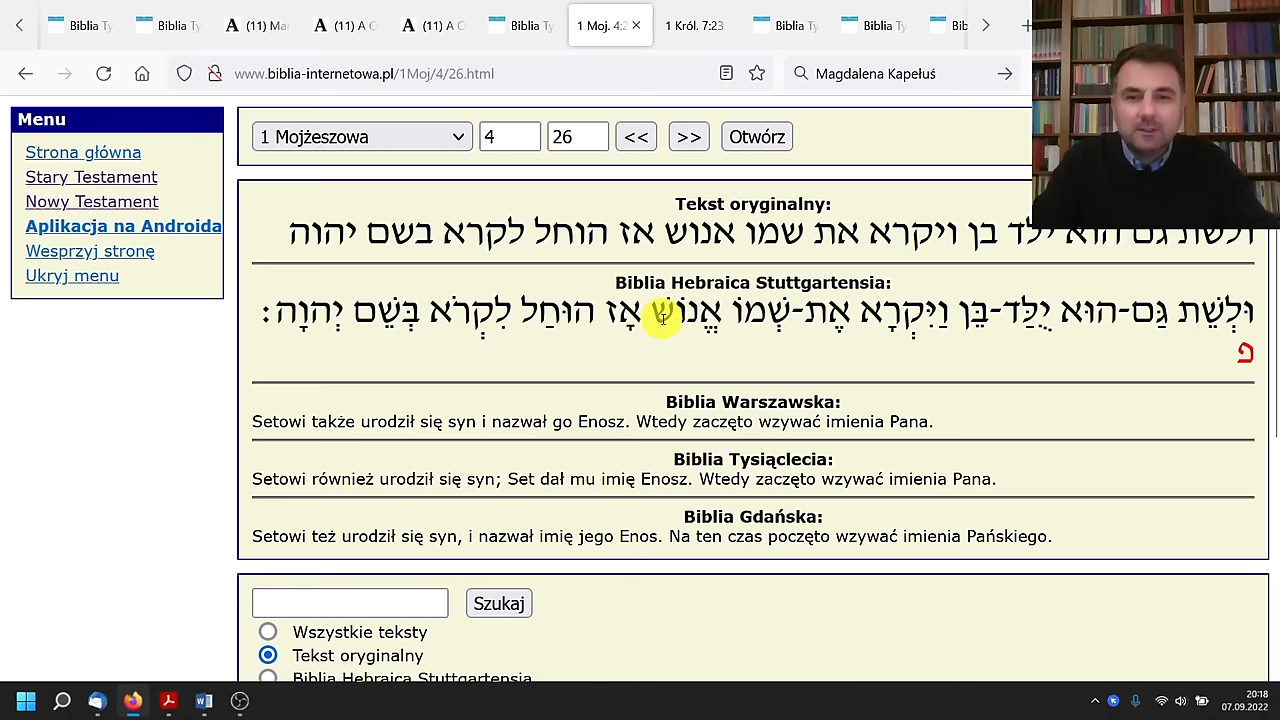 Biblia Ty
Biblia Ty
(11) Ma
(11) A C
(11) A C
Biblia Ty
1 Moj. 4:2
1 Król. 7:23
Biblia Ty
Biblia Ty
Bib
www.biblia-internetowa.pl/1Moj/4/26.html
Magdalena Kapełuś
Menu
Strona główna
Stary Testament
Nowy Testament
Aplikacja na Androida
Wesprzyj stronę
Ukryj menu
1 Mojżeszowa 4 26 << >> Otwórz
Tekst oryginalny:
ולשת גם הוא ילד בן ויקרא את שמו אנוש אז הוחל לקרא בשם יהוה
Biblia Hebraica Stuttgartensia:
וּלְשֵׁת גַּם-הוּא יֻלַּד-בֵּן וַיִּקְרָא אֶת-שְׁמוֹ אֱנוֹשׁ אָז הוּחַל לִקְרֹא בְּשֵׁם יְהוָה׃
פ
Biblia Warszawska:
Setowi także urodził się syn i nazwał go Enosz. Wtedy zaczęto wzywać imienia Pana.
Biblia Tysiąclecia:
Setowi również urodził się syn; Set dał mu imię Enosz. Wtedy zaczęto wzywać imienia Pana.
Biblia Gdańska:
Setowi też urodził się syn, i nazwał imię jego Enos. Na ten czas poczęto wzywać imienia Pańskiego.
Szukaj
Wszystkie teksty
Tekst oryginalny
Biblia Hebraica Stuttgartensia
20:18
07.09.2022